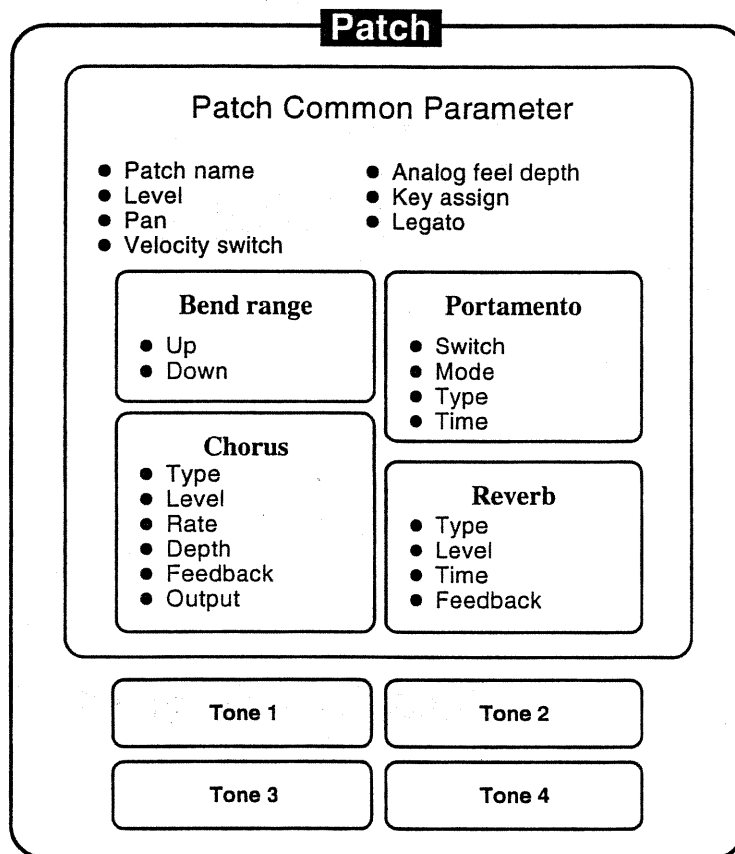 Patch
Patch Common Parameter
● Patch name
● Level
● Pan
● Velocity switch
● Analog feel depth
● Key assign
● Legato
Bend range
● Up
● Down
Portamento
● Switch
● Mode
● Type
● Time
Chorus
● Type
● Level
● Rate
● Depth
● Feedback
● Output
Reverb
● Type
● Level
● Time
● Feedback
Tone 1
Tone 2
Tone 3
Tone 4